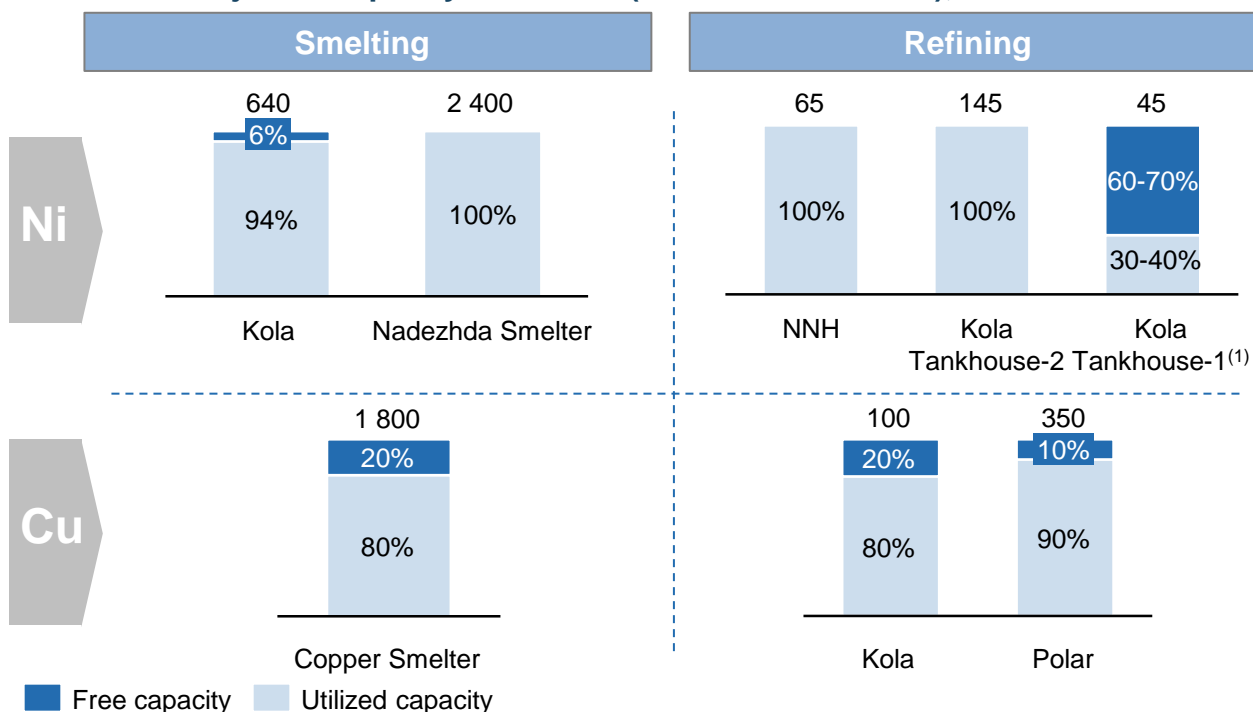 Smelting
Refining
Ni
640
6%
94%
Kola
2 400
100%
Nadezhda Smelter
65
100%
NNH
145
100%
Kola
Tankhouse-2
45
60-70%
30-40%
Kola
Tankhouse-1(1)
Cu
1 800
20%
80%
Copper Smelter
100
20%
80%
Kola
350
10%
90%
Polar
Free capacity
Utilized capacity